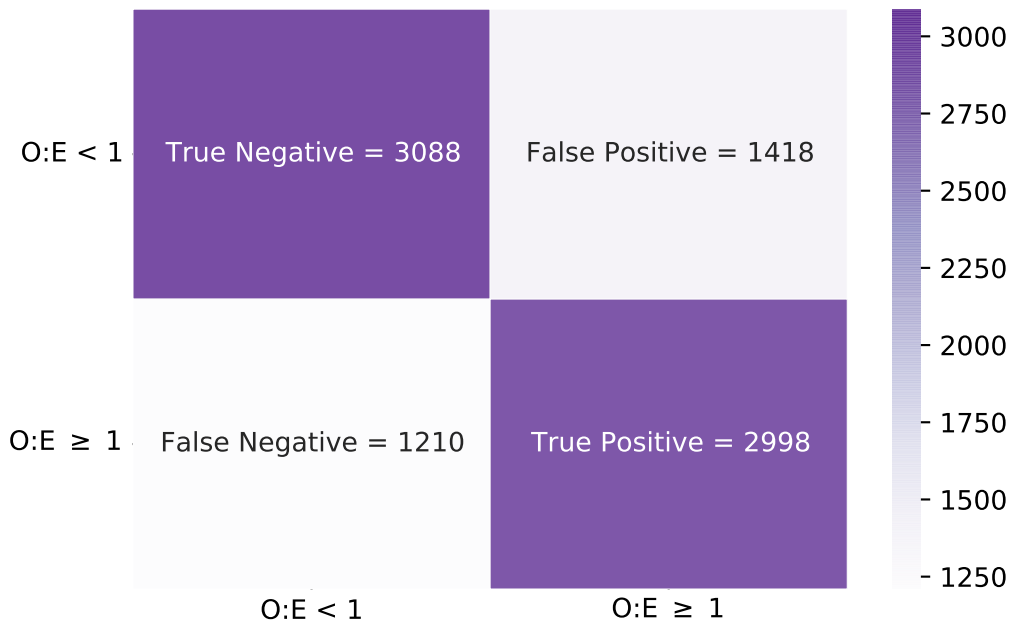 O:E < 1
True Negative = 3088
False Positive = 1418
O:E ≥ 1
False Negative = 1210
True Positive = 2998
O:E < 1
O:E ≥ 1
3000
2750
2500
2250
2000
1750
1500
1250